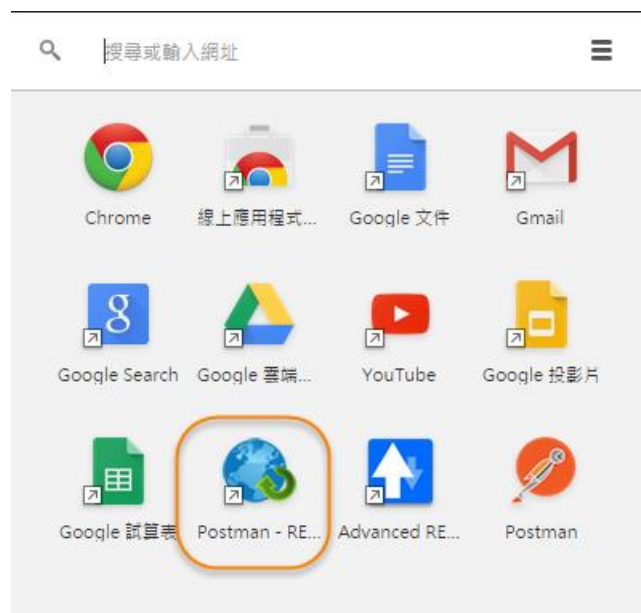 搜尋或輸入網址
Chrome
線上應用程式...
Google 文件
Gmail
Google Search
Google 雲端...
YouTube
Google 投影片
Google 試算表
Postman - RE...
Advanced RE...
Postman